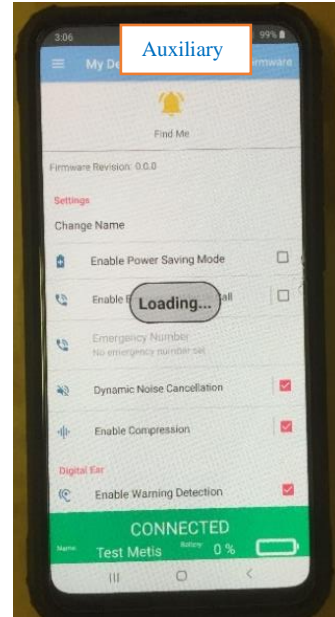 3:06 99%
Auxiliary
My De
Find Me
Firmware Revision: 0.0.0
Settings
Change Name
Enable Power Saving Mode
Enable
Loading...
Emergency Number
No emergency number set
Dynamic Noise Cancellation
Enable Compression
Digital Ear
Enable Warning Detection
CONNECTED
Name: Test Metis Battery: 0 %